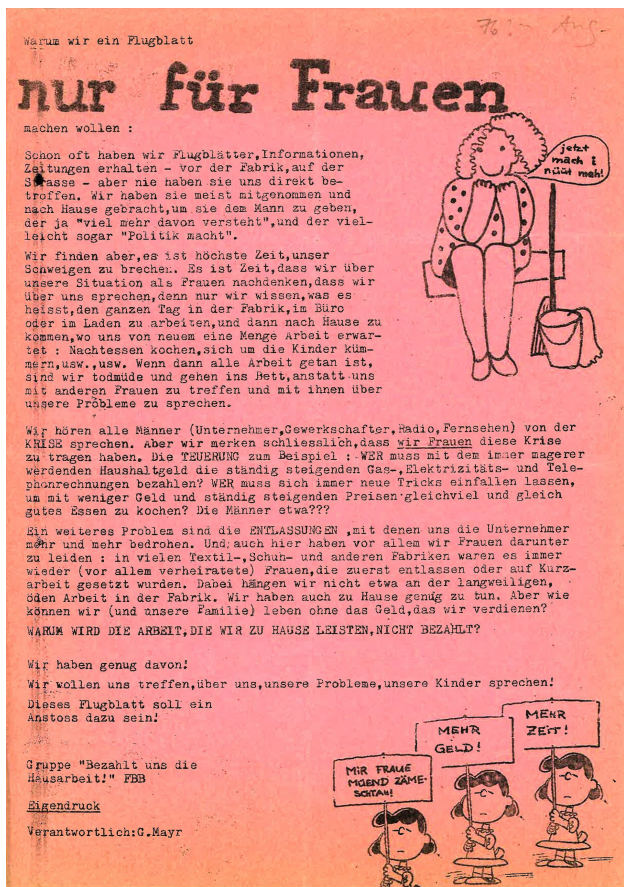 76 Aug.
Warum wir ein Flugblatt
nur für Frauen
machen wollen :
jetzt
mach i
nüüt meh!
Schon oft haben wir Flugblätter,Informationen,
Zeitungen erhalten - vor der Fabrik,auf der
Strasse - aber nie haben sie uns direkt be-
troffen. Wir haben sie meist mitgenommen und
nach Hause gebracht,um sie dem Mann zu geben,
der ja "viel mehr davon versteht",und der viel-
leicht sogar "Politik macht".
Wir finden aber,es ist höchste Zeit,unser
Schweigen zu brechen. Es ist Zeit,dass wir über
unsere Situation als Frauen nachdenken,dass wir
über uns sprechen,denn nur wir wissen,was es
heisst,den ganzen Tag in der Fabrik,im Büro
oder im Laden zu arbeiten,und dann nach Hause zu
kommen,wo uns von neuem eine Menge Arbeit erwar-
tet : Nachtessen kochen,sich um die Kinder küm-
mern,usw.,usw. Wenn dann alle Arbeit getan ist,
sind wir todmüde und gehen ins Bett,anstatt uns
mit anderen Frauen zu treffen und mit ihnen über
unsere Probleme zu sprechen.
Wir hören alle Männer (Unternehmer,Gewerkschafter,Radio,Fernsehen) von der
KRISE sprechen. Aber wir merken schliesslich,dass wir Frauen diese Krise
zu tragen haben. Die TEUERUNG zum Beispiel : WER muss mit dem immer magerer
werdenden Haushaltgeld die ständig steigenden Gas-,Elektrizitäts- und Tele-
phonrechnungen bezahlen? WER muss sich immer neue Tricks einfallen lassen,
um mit weniger Geld und ständig steigenden Preisen gleichviel und gleich
gutes Essen zu kochen? Die Männer etwa???
Ein weiteres Problem sind die ENTLASSUNGEN ,mit denen uns die Unternehmer
mehr und mehr bedrohen. Und auch hier haben vor allem wir Frauen darunter
zu leiden : in vielen Textil-,Schuh- und anderen Fabriken waren es immer
wieder (vor allem verheiratete) Frauen,die zuerst entlassen oder auf Kurz-
arbeit gesetzt wurden. Dabei hängen wir nicht etwa an der langweiligen,
öden Arbeit in der Fabrik. Wir haben auch zu Hause genug zu tun. Aber wie
können wir (und unsere Familie) leben ohne das Geld,das wir verdienen?
WARUM WIRD DIE ARBEIT,DIE WIR ZU HAUSE LEISTEN,NICHT BEZAHLT?
Wir haben genug davon!
Wir wollen uns treffen,über uns,unsere Probleme,unsere Kinder sprechen!
Dieses Flugblatt soll ein
Anstoss dazu sein!
Gruppe "Bezahlt uns die
Hausarbeit!" FBB
Eigendruck
Verantwortlich:G.Mayr
MIR FRAUE
MÜEND ZÄME-
SCHTAH!
MEHR
GELD!
MEHR
ZEIT!